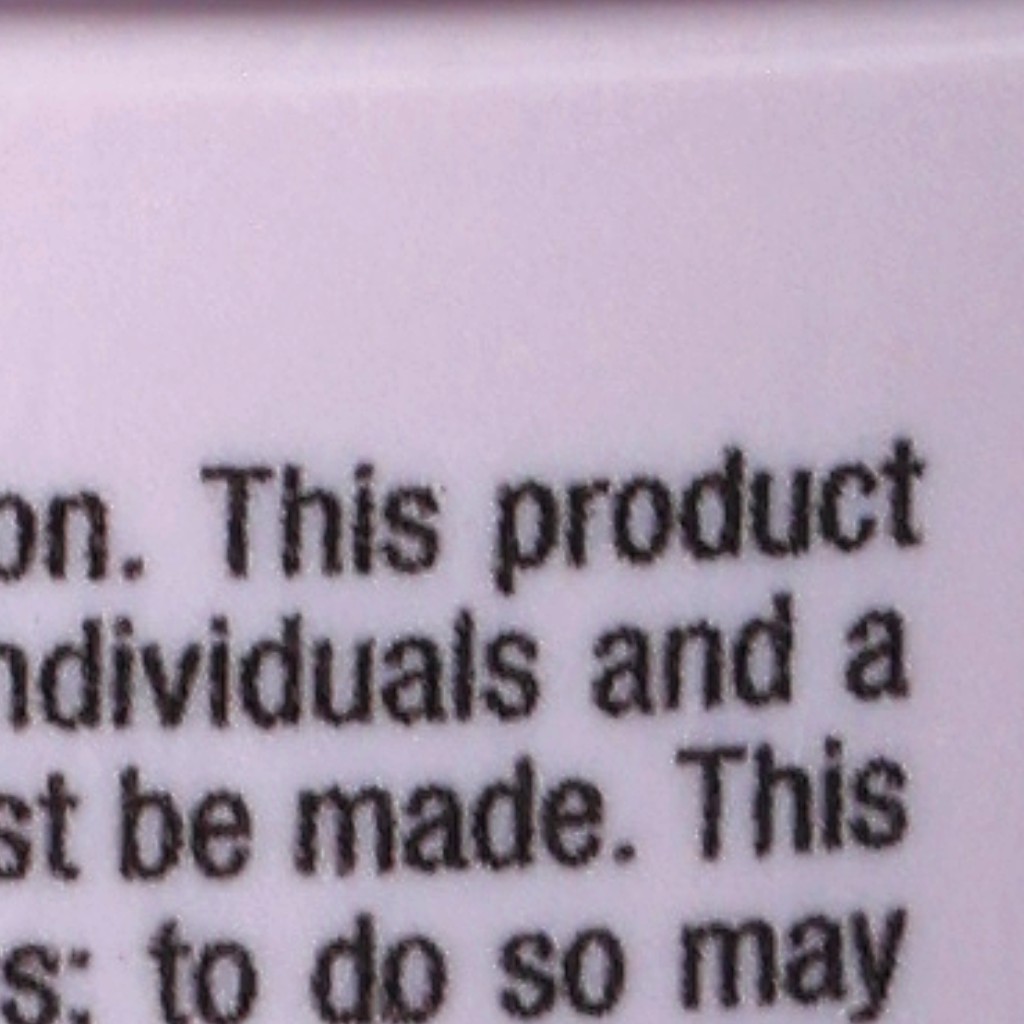 on. This product
ndividuals and a
st be made. This
s: to do so may